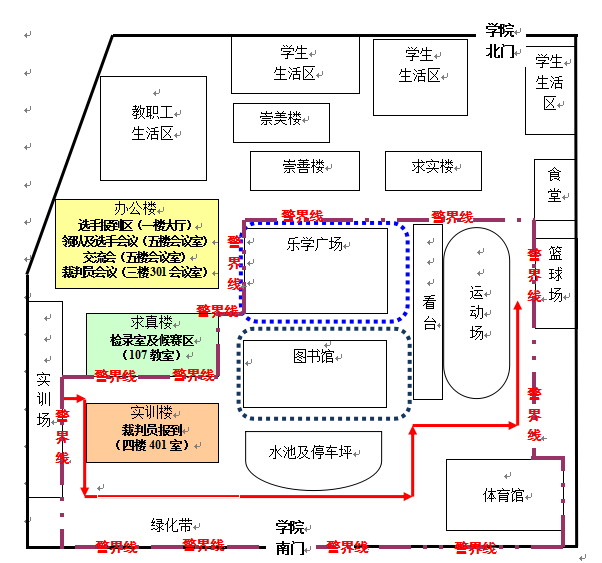 学院
北门
学生
生活区
学生
生活区
学生
生活
区
教职工
生活区
崇美楼
崇善楼
求实楼
食
堂
办公楼
选手报到区（一楼大厅）
领队及选手会议（五楼会议室）
交流会（五楼会议室）
裁判员会议（三楼301会议室）
警界线
警界线
警
界
线
乐学广场
看
台
运
动
场
警
界
线
篮
球
场
警界线
求真楼
检录室及候赛区
（107教室）
图书馆
实
训
场
警界线
警界线
警
界
线
实训楼
裁判员报到
（四楼401室）
警
界
线
水池及停车坪
体育馆
绿化带
学院
南门
警界线
警界线
警界线
警界线